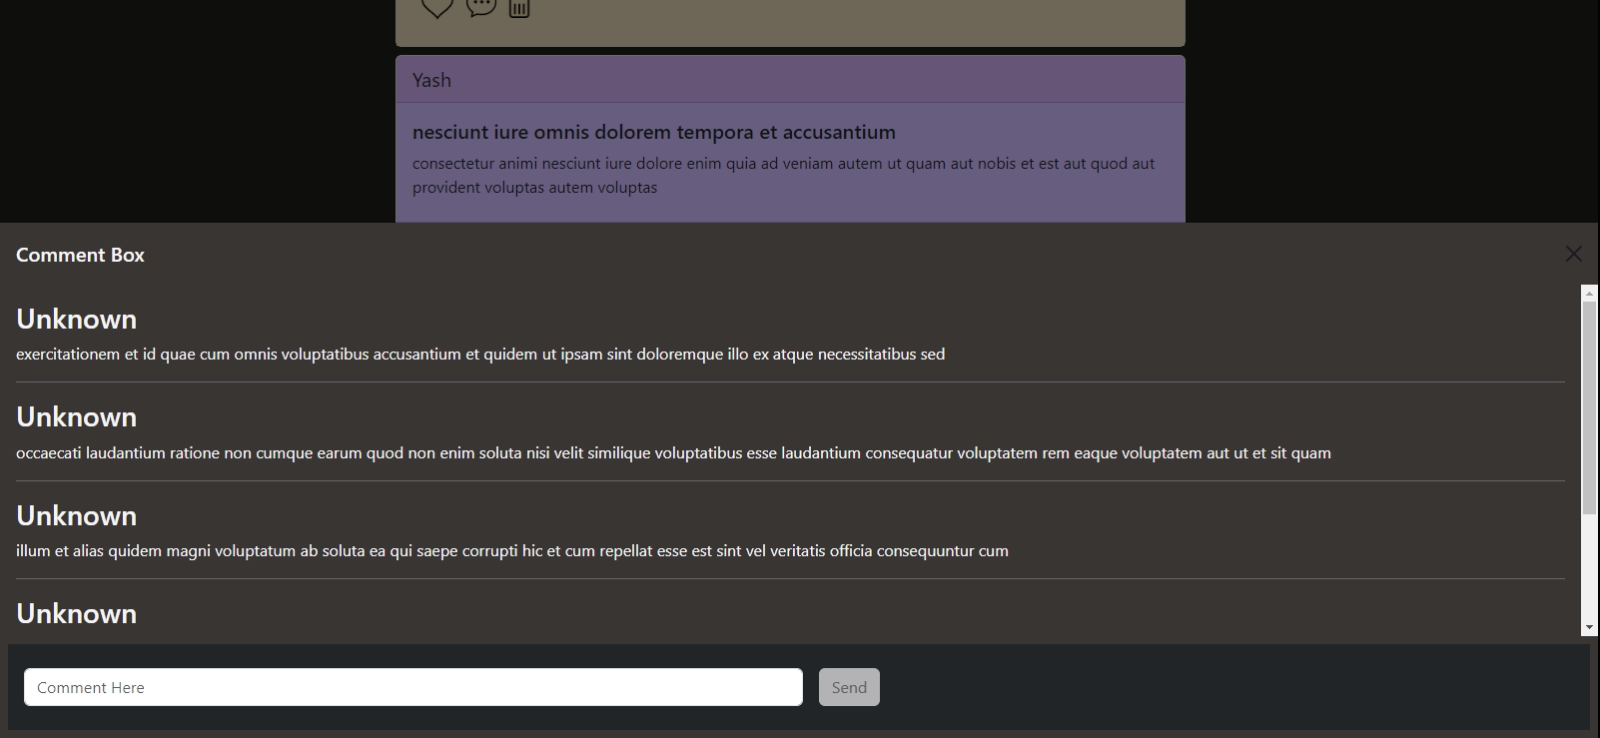 Yash
nesciunt iure omnis dolorem tempora et accusantium
consectetur animi nesciunt iure dolore enim quia ad veniam autem ut quam aut nobis et est aut quod aut
provident voluptas autem voluptas
Comment Box
Unknown
exercitationem et id quae cum omnis voluptatibus accusantium et quidem ut ipsam sint doloremque illo ex atque necessitatibus sed
Unknown
occaecati laudantium ratione non cumque earum quod non enim soluta nisi velit similique voluptatibus esse laudantium consequatur voluptatem rem eaque voluptatem aut ut et sit quam
Unknown
illum et alias quidem magni voluptatum ab soluta ea qui saepe corrupti hic et cum repellat esse est sint vel veritatis officia consequuntur cum
Unknown
Comment Here
Send